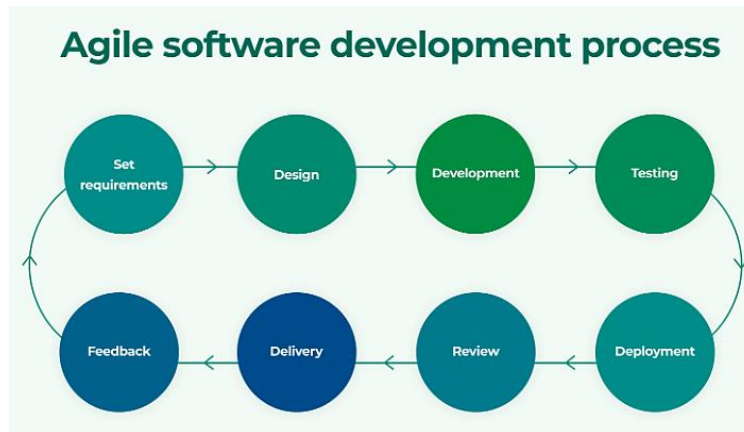 Agile software development process
Set
requirements
Design
Development
Testing
Feedback
Delivery
Review
Deployment